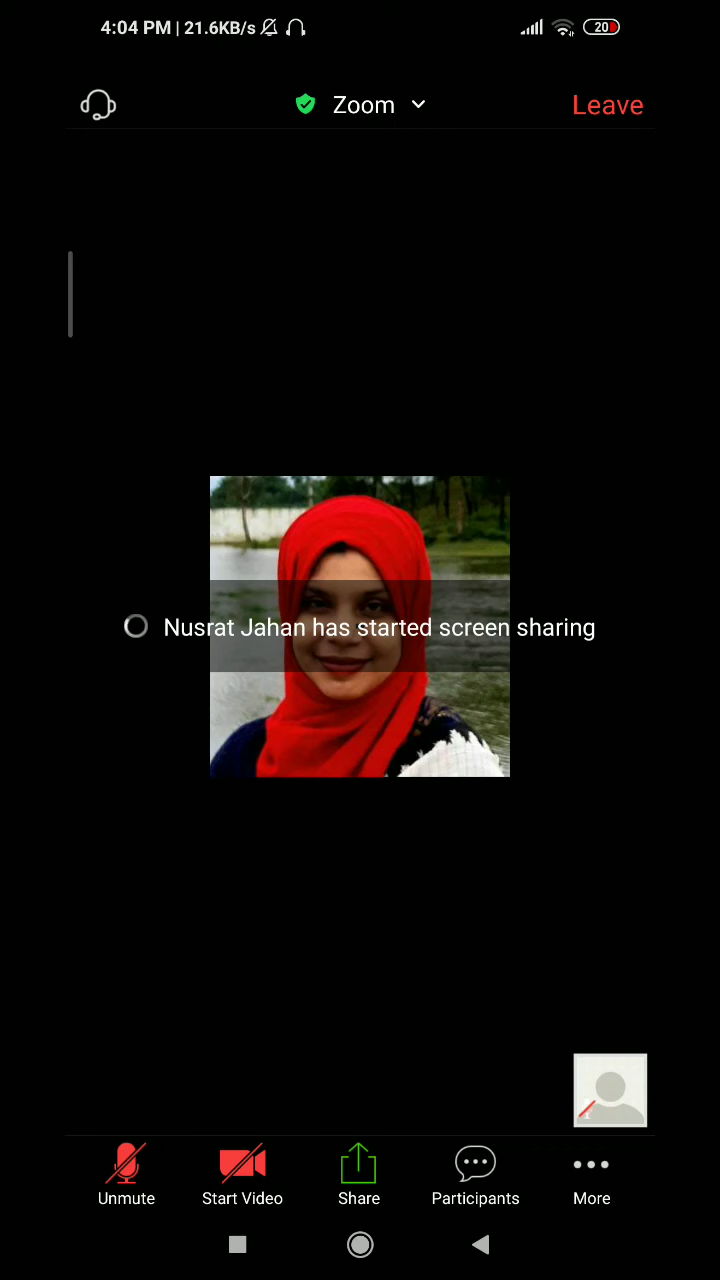 4:04 PM | 21.6KB/s 20
Zoom Leave
Nusrat Jahan has started screen sharing
Unmute Start Video Share Participants More